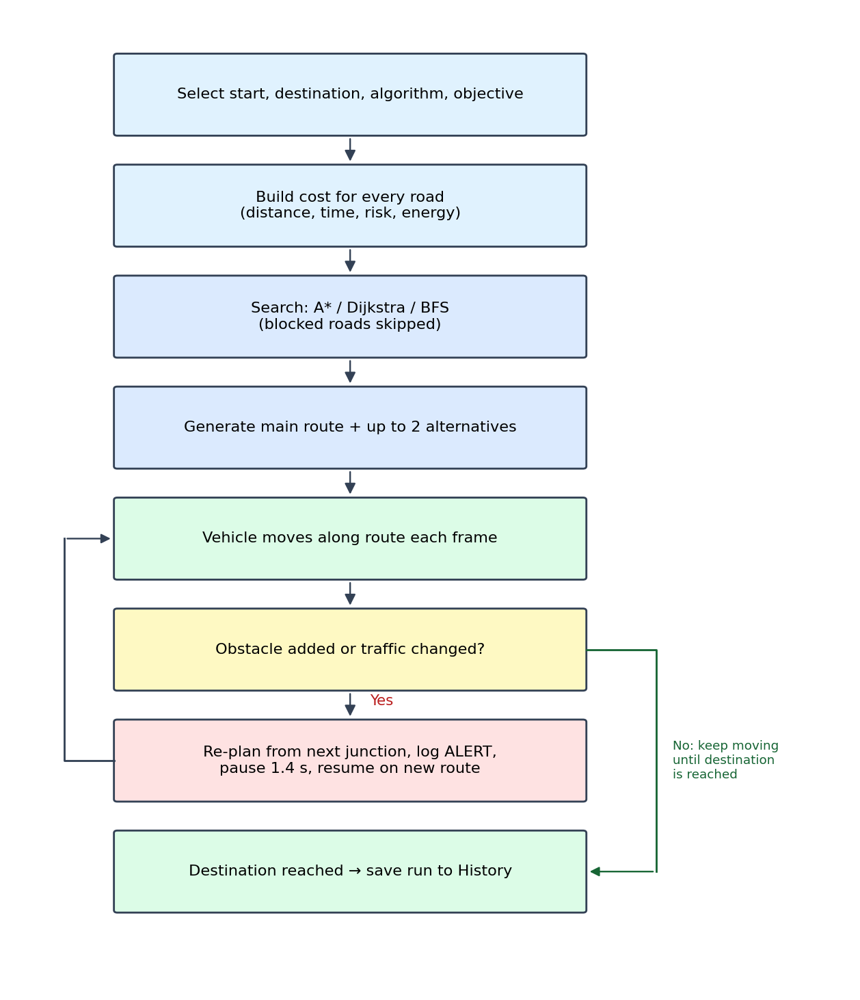 Select start, destination, algorithm, objective
Build cost for every road
(distance, time, risk, energy)
Search: A* / Dijkstra / BFS
(blocked roads skipped)
Generate main route + up to 2 alternatives
Vehicle moves along route each frame
Obstacle added or traffic changed?
Yes
Re-plan from next junction, log ALERT,
pause 1.4 s, resume on new route
No: keep moving
until destination
is reached
Destination reached → save run to History